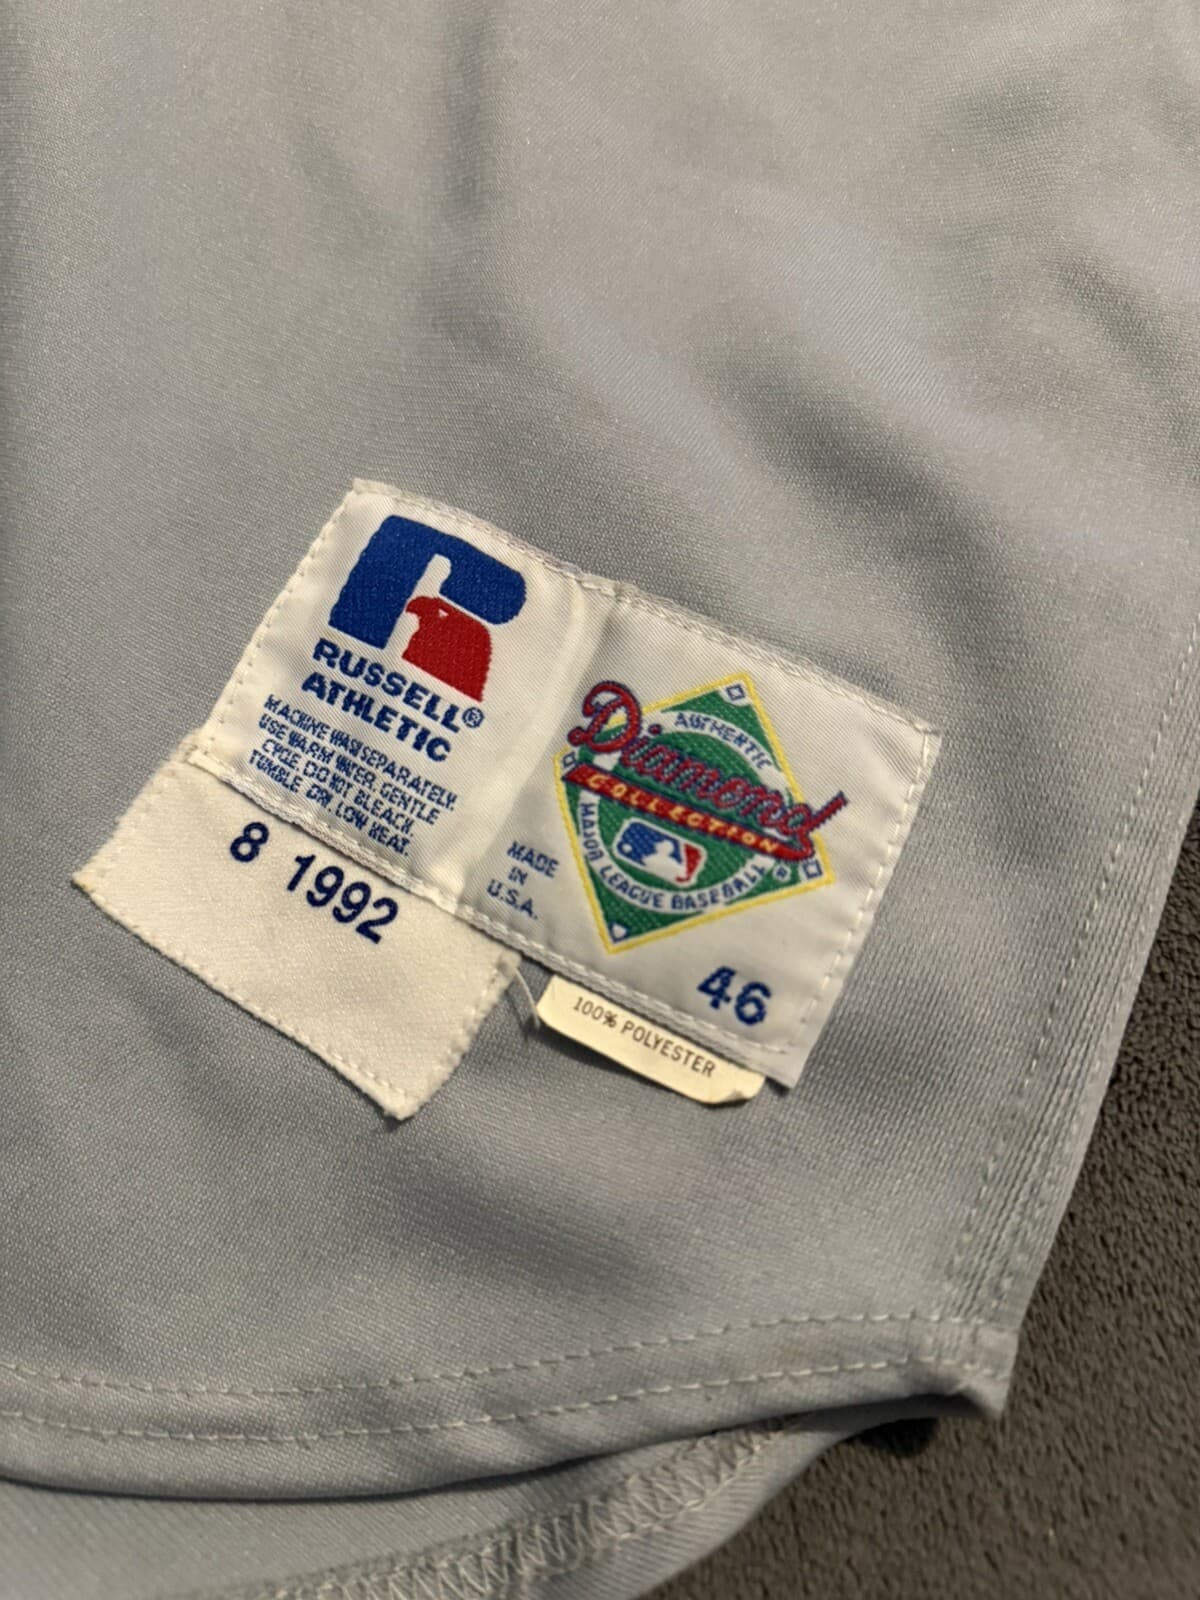 RUSSELL®
ATHLETIC
MACHINE WASH SEPARATELY.
USE WARM WATER. GENTLE
CYCLE. DO NOT BLEACH.
TUMBLE DRY. LOW HEAT.
8 1992
MADE
IN
U.S.A.
AUTHENTIC
Diamond
COLLECTION
MAJOR LEAGUE BASEBALL®
46
100% POLYESTER